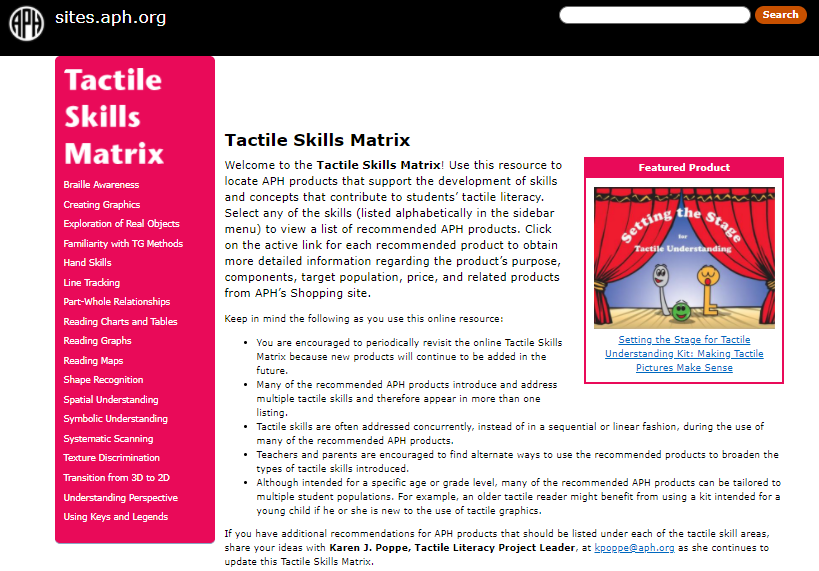 APH
sites.aph.org
Search
Tactile
Skills
Matrix
Braille Awareness
Creating Graphics
Exploration of Real Objects
Familiarity with TG Methods
Hand Skills
Line Tracking
Part-Whole Relationships
Reading Charts and Tables
Reading Graphs
Reading Maps
Shape Recognition
Spatial Understanding
Symbolic Understanding
Systematic Scanning
Texture Discrimination
Transition from 3D to 2D
Understanding Perspective
Using Keys and Legends
Tactile Skills Matrix
Welcome to the Tactile Skills Matrix! Use this resource to
locate APH products that support the development of skills
and concepts that contribute to students’ tactile literacy.
Select any of the skills (listed alphabetically in the sidebar
menu) to view a list of recommended APH products. Click
on the active link for each recommended product to obtain
more detailed information regarding the product’s purpose,
components, target population, price, and related products
from APH’s Shopping site.
Featured Product
Setting the Stage
for
Tactile Understanding
Setting the Stage for Tactile
Understanding Kit: Making Tactile
Pictures Make Sense
Keep in mind the following as you use this online resource:
• You are encouraged to periodically revisit the online Tactile Skills
Matrix because new products will continue to be added in the
future.
• Many of the recommended APH products introduce and address
multiple tactile skills and therefore appear in more than one
listing.
• Tactile skills are often addressed concurrently, instead of in a sequential or linear fashion, during the use of
many of the recommended APH products.
• Teachers and parents are encouraged to find alternate ways to use the recommended products to broaden the
types of tactile skills introduced.
• Although intended for a specific age or grade level, many of the recommended APH products can be tailored to
multiple student populations. For example, an older tactile reader might benefit from using a kit intended for a
young child if he or she is new to the use of tactile graphics.
If you have additional recommendations for APH products that should be listed under each of the tactile skill areas,
share your ideas with Karen J. Poppe, Tactile Literacy Project Leader, at kpoppe@aph.org as she continues to
update this Tactile Skills Matrix.